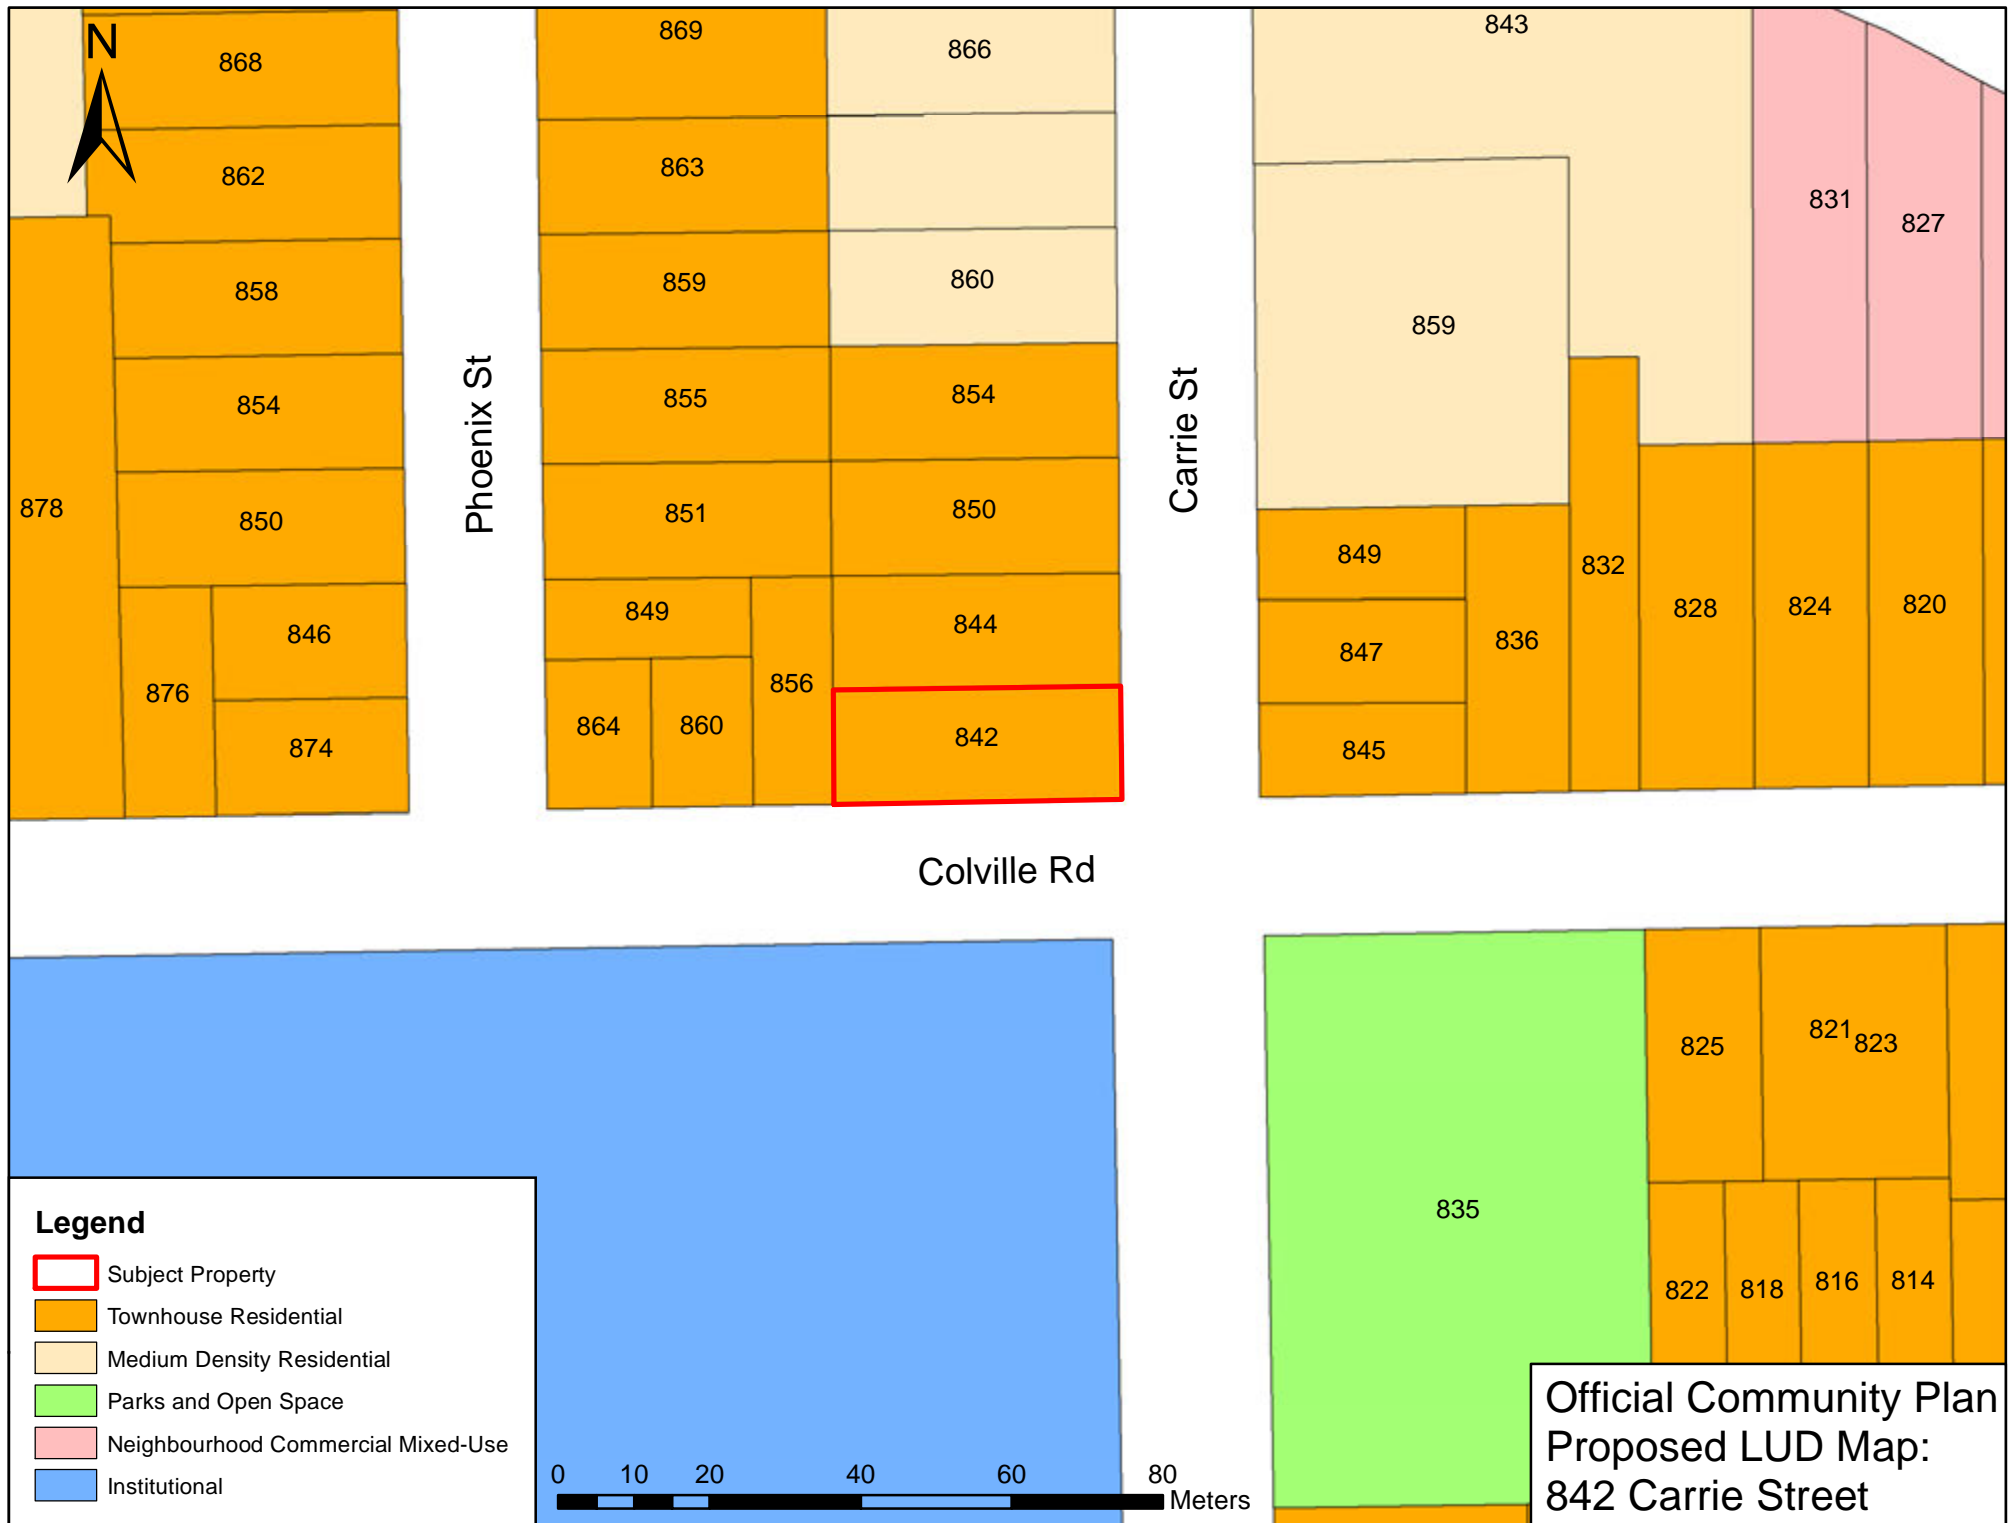 N
868
862
858
854
850
878
846
876
874
Phoenix St
869
866
863
859
860
855
854
851
850
849
844
856
864
860
842
Carrie St
843
831
827
859
849
847
845
836
832
828
824
820
Colville Rd
835
825
821
823
822
818
816
814
Legend
Subject Property
Townhouse Residential
Medium Density Residential
Parks and Open Space
Neighbourhood Commercial Mixed-Use
Institutional
0 10 20 40 60 80
Meters
Official Community Plan
Proposed LUD Map:
842 Carrie Street